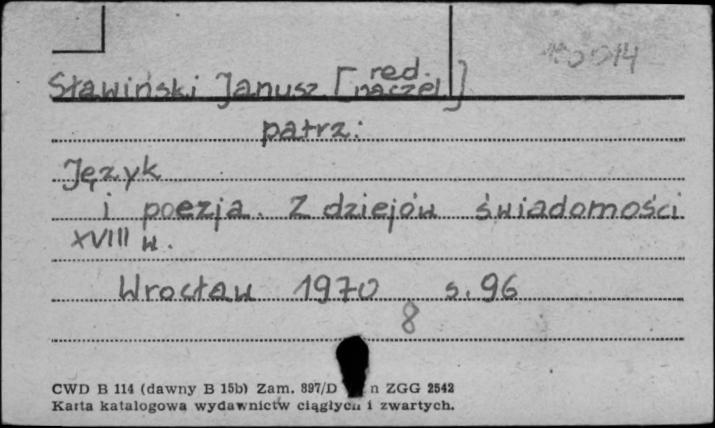 Sławiński Janusz [red. naczel.]
patrz:
Język
i poezja. Z dziejów świadomości
XVIII w.
Wrocław 1970 s. 96
8
CWD B 114 (dawny B 15b) Zam. 897/D n ZGG 2542
Karta katalogowa wydawnictw ciągłych i zwartych.